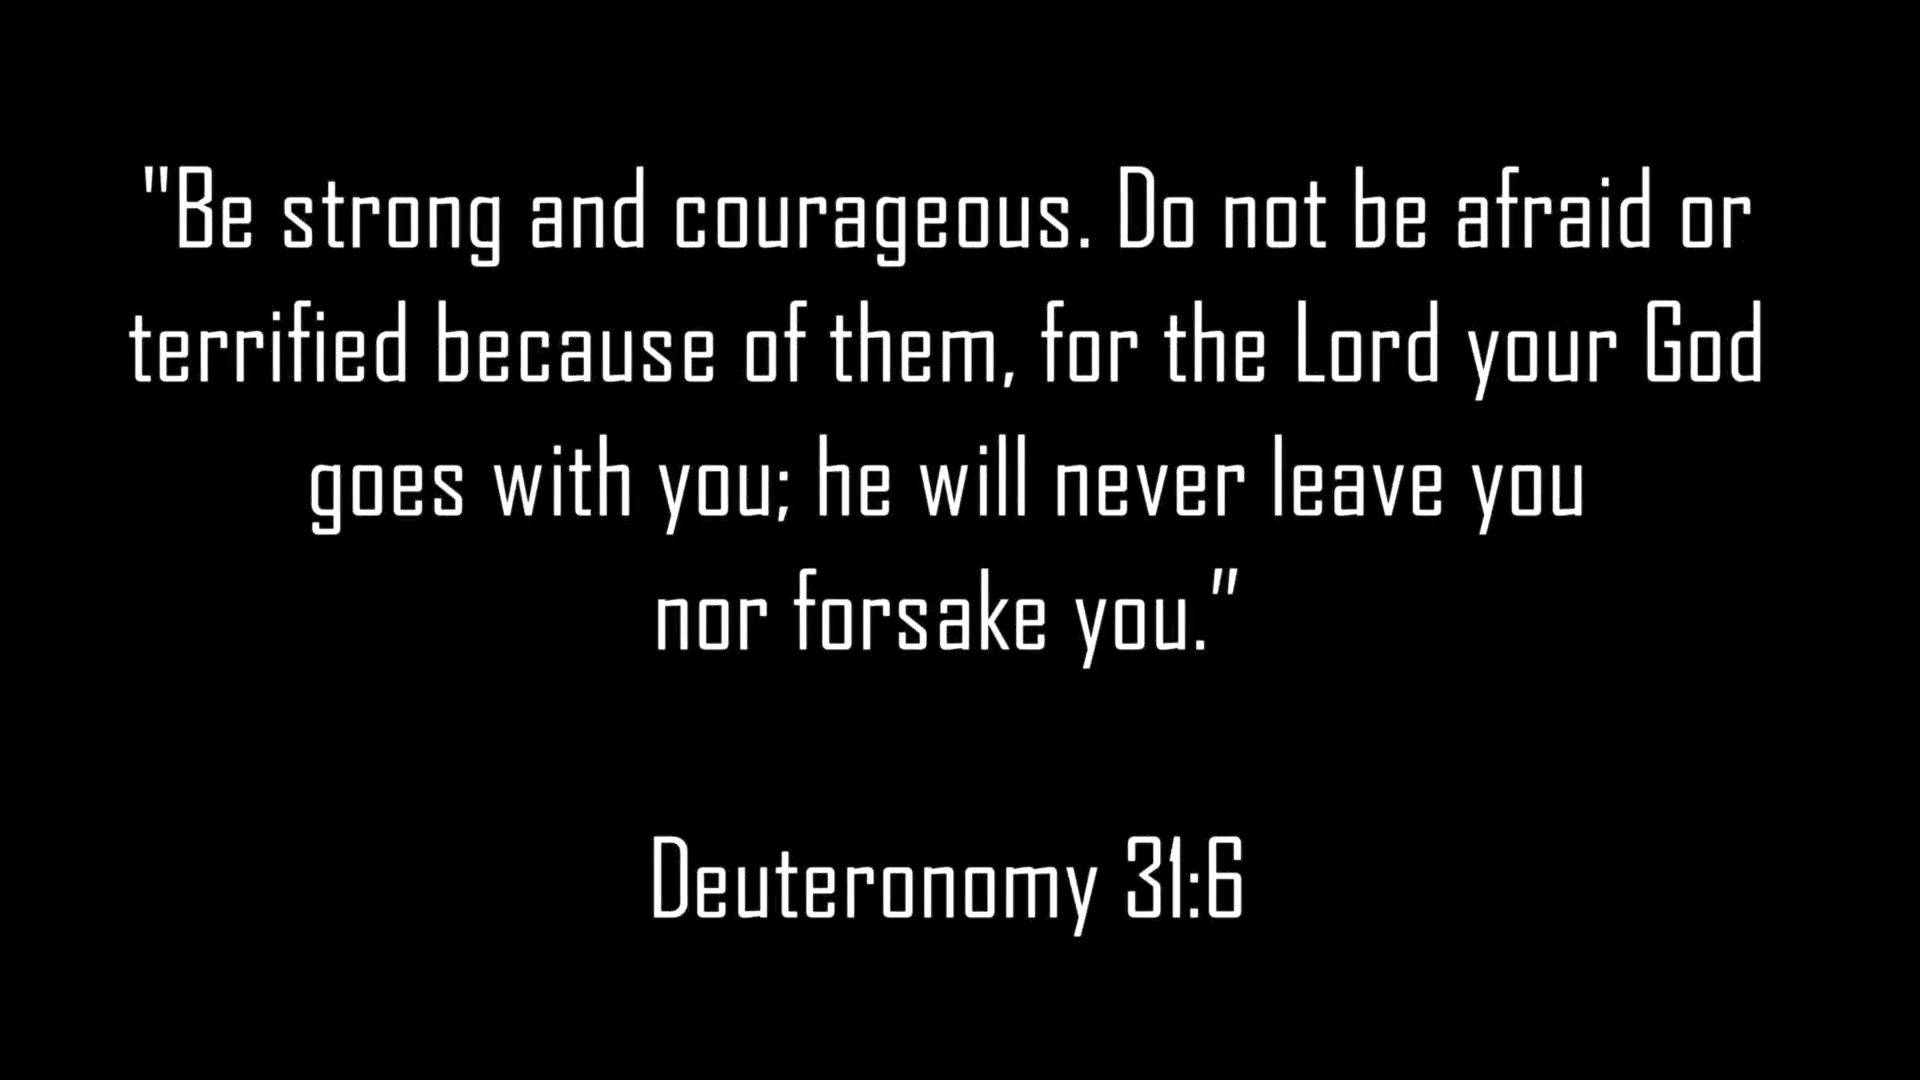 "Be strong and courageous. Do not be afraid or
terrified because of them, for the Lord your God
goes with you; he will never leave you
nor forsake you.”
Deuteronomy 31:6